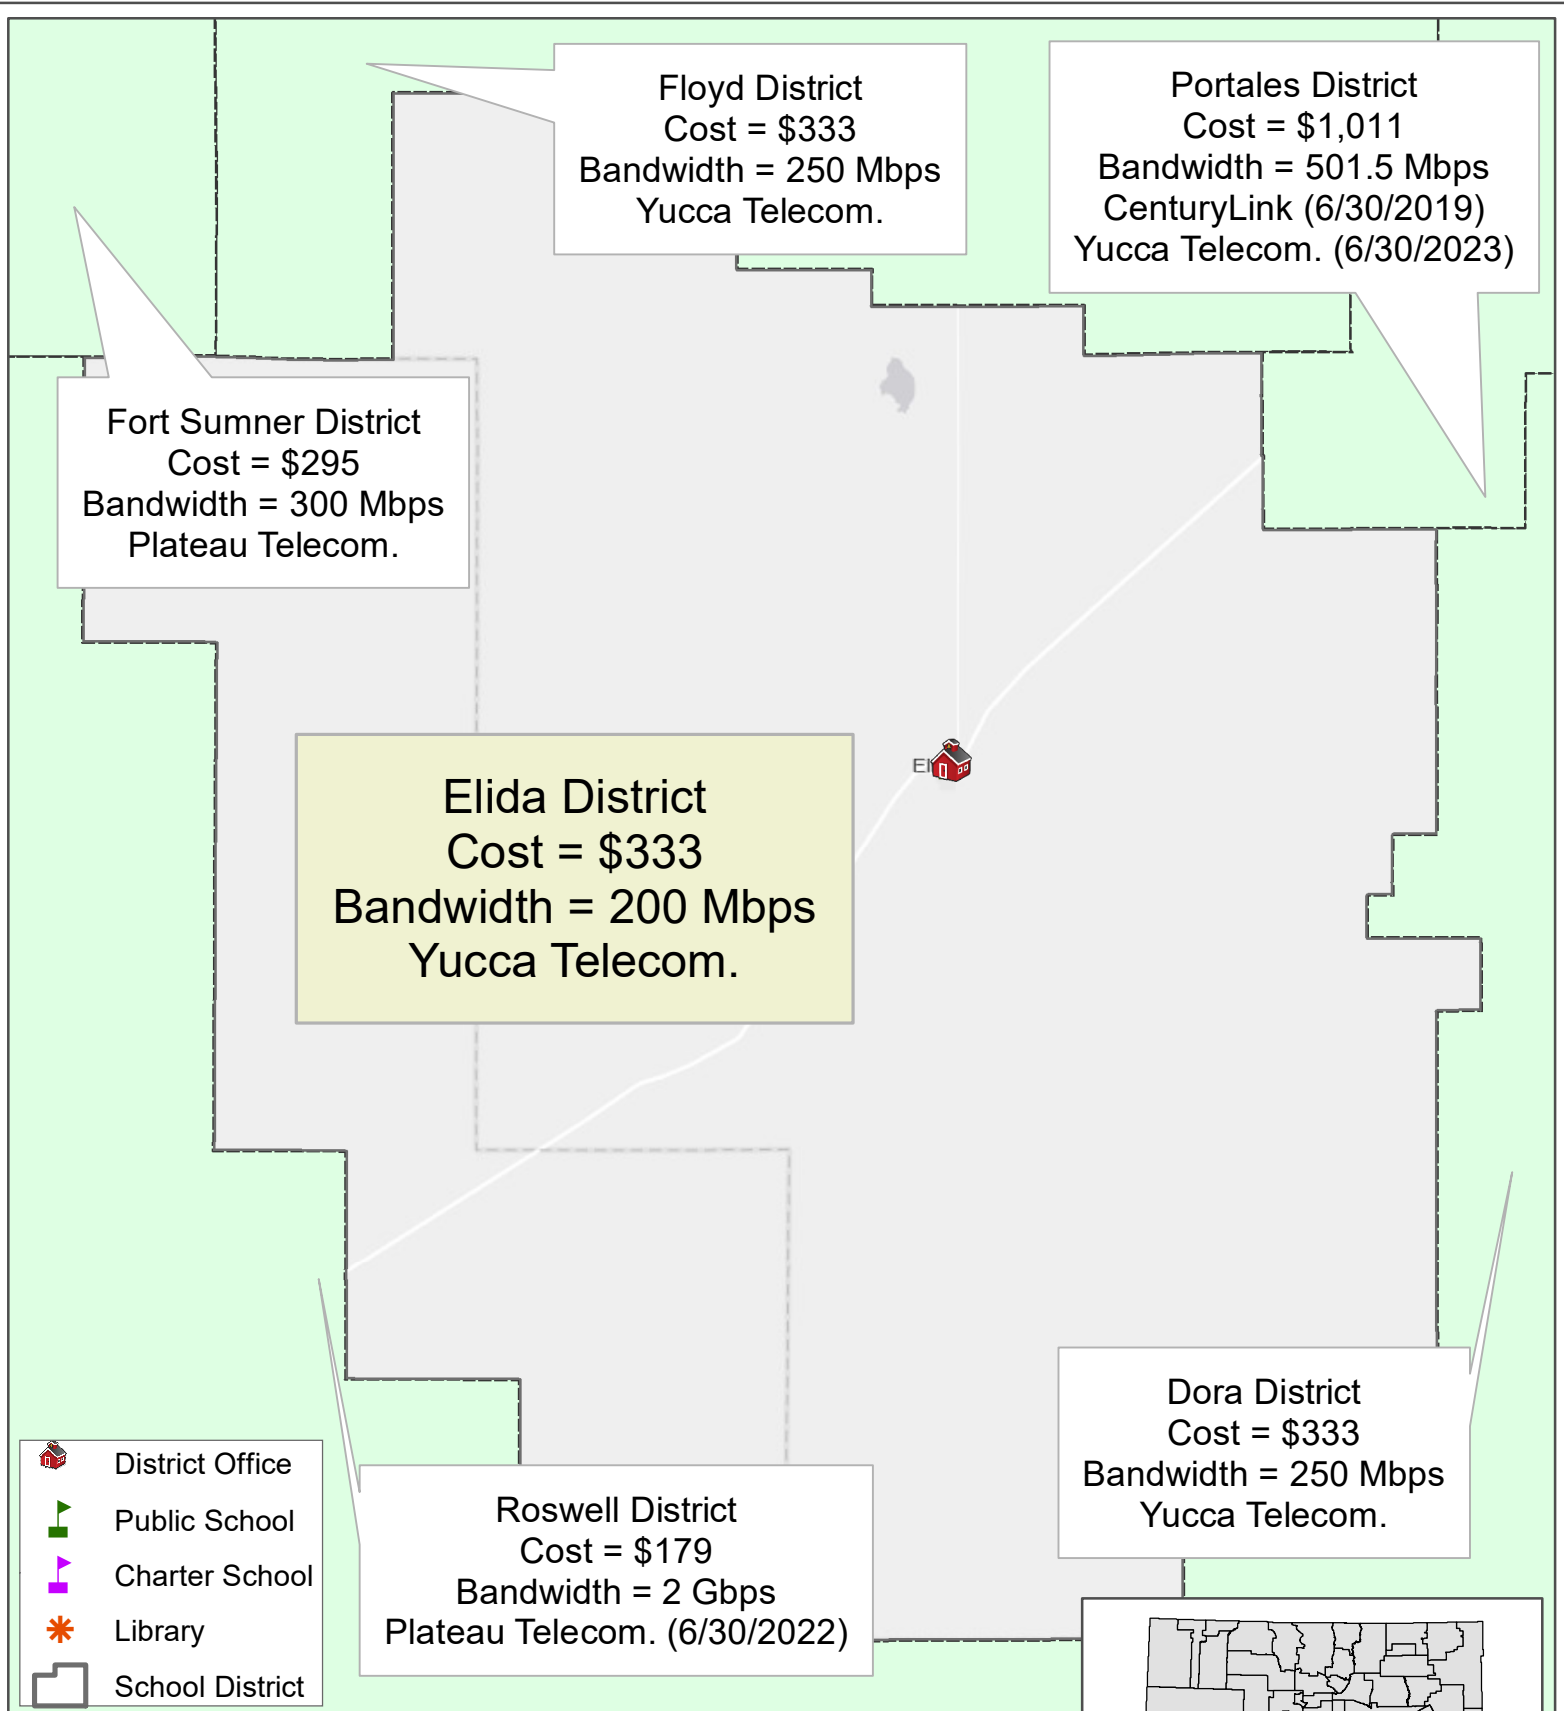 Floyd District
Cost = $333
Bandwidth = 250 Mbps
Yucca Telecom.
Portales District
Cost = $1,011
Bandwidth = 501.5 Mbps
CenturyLink (6/30/2019)
Yucca Telecom. (6/30/2023)
Fort Sumner District
Cost = $295
Bandwidth = 300 Mbps
Plateau Telecom.
Elida District
Cost = $333
Bandwidth = 200 Mbps
Yucca Telecom.
Dora District
Cost = $333
Bandwidth = 250 Mbps
Yucca Telecom.
Roswell District
Cost = $179
Bandwidth = 2 Gbps
Plateau Telecom. (6/30/2022)
District Office
Public School
Charter School
Library
School District